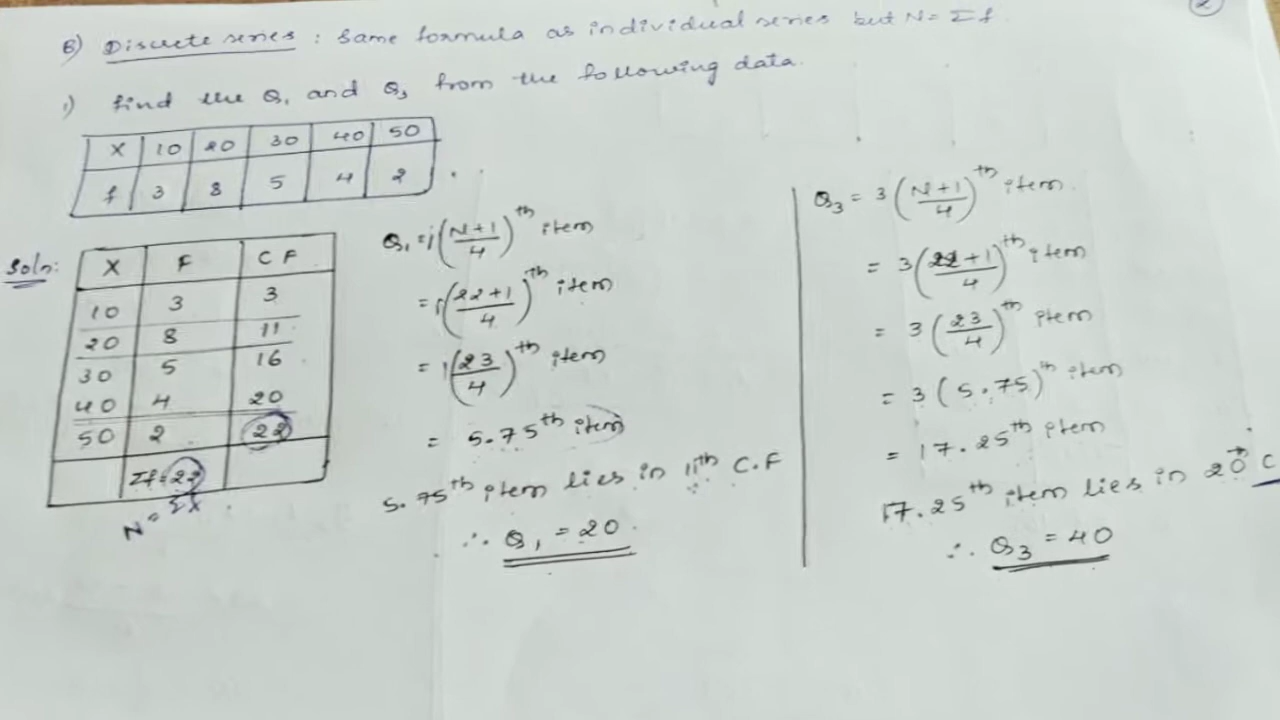 2
B) Discrete series : Same formula as individual series but N = Σf
1) find the Q₁ and Q₃ from the following data.
X 10 20 30 40 50
f 3 8 5 4 2
Soln:
X F CF
10 3 3
20 8 11
30 5 16
40 4 20
50 2 22
Σf=22
N=
Q₁ = 1(N+1/4)th item
= 1(22+1/4)th item
= 1(23/4)th item
= 5.75th item
5.75th item lies in 11th C.F
∴ Q₁ = 20
Q₃ = 3(N+1/4)th item
= 3(22+1/4)th item
= 3(23/4)th item
= 3(5.75)th item
= 17.25th item
17.25th item lies in 20 C
∴ Q₃ = 40